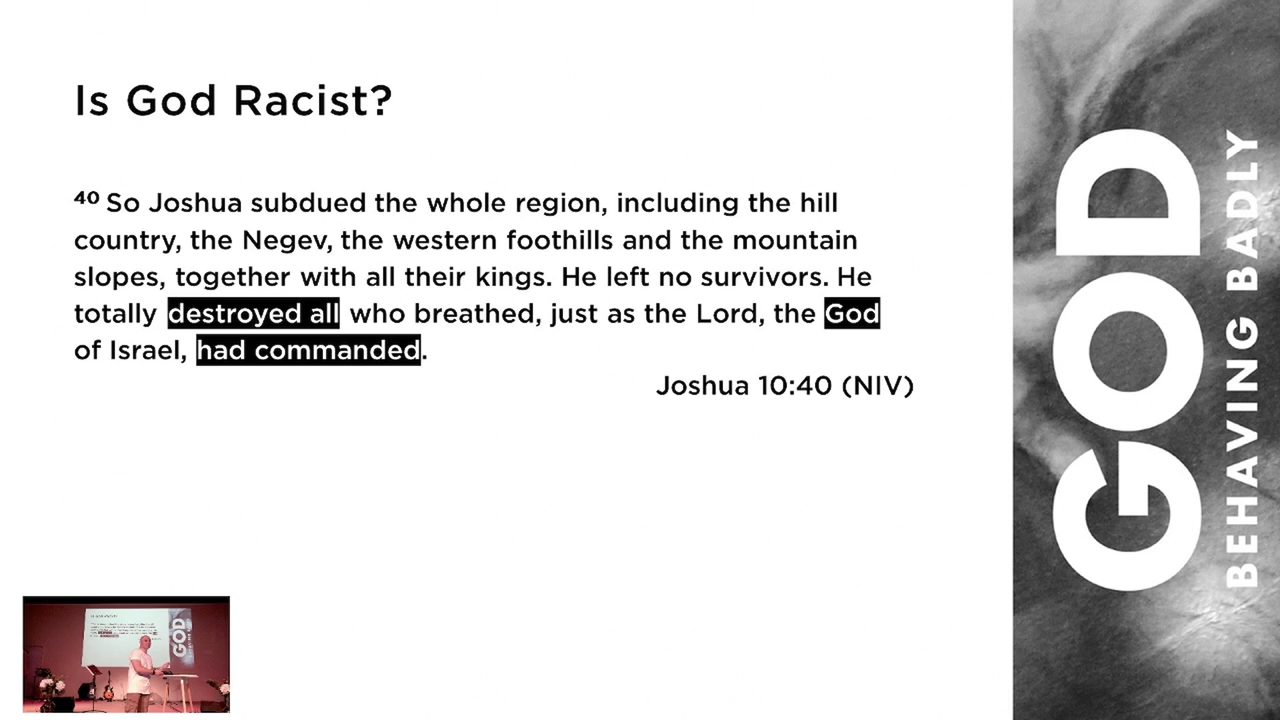 Is God Racist?
40 So Joshua subdued the whole region, including the hill
country, the Negev, the western foothills and the mountain
slopes, together with all their kings. He left no survivors. He
totally destroyed all who breathed, just as the Lord, the God
of Israel, had commanded.
Joshua 10:40 (NIV)
GOD
BEHAVING BADLY
GOD